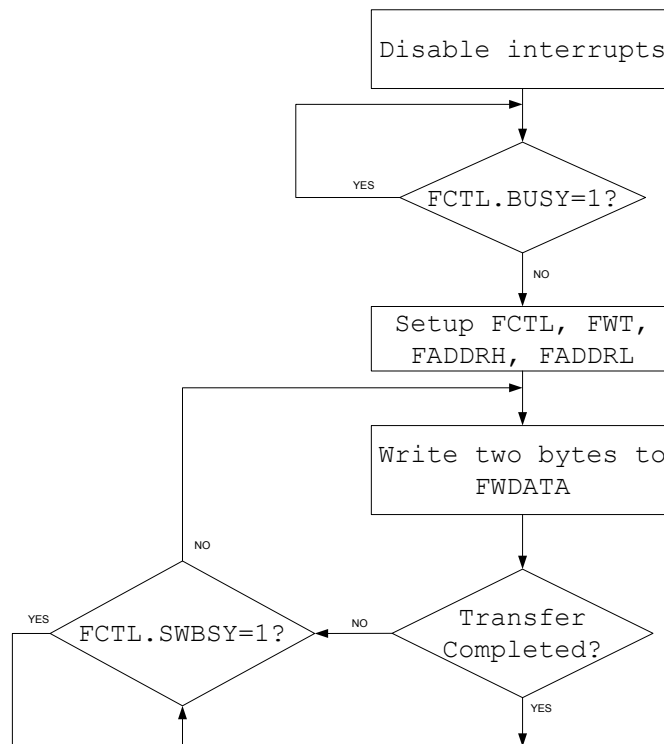 Disable interrupts
YES
FCTL.BUSY=1?
NO
Setup FCTL, FWT,
FADDRH, FADDRL
Write two bytes to
FWDATA
NO
YES
FCTL.SWBSY=1?
NO
Transfer
Completed?
YES